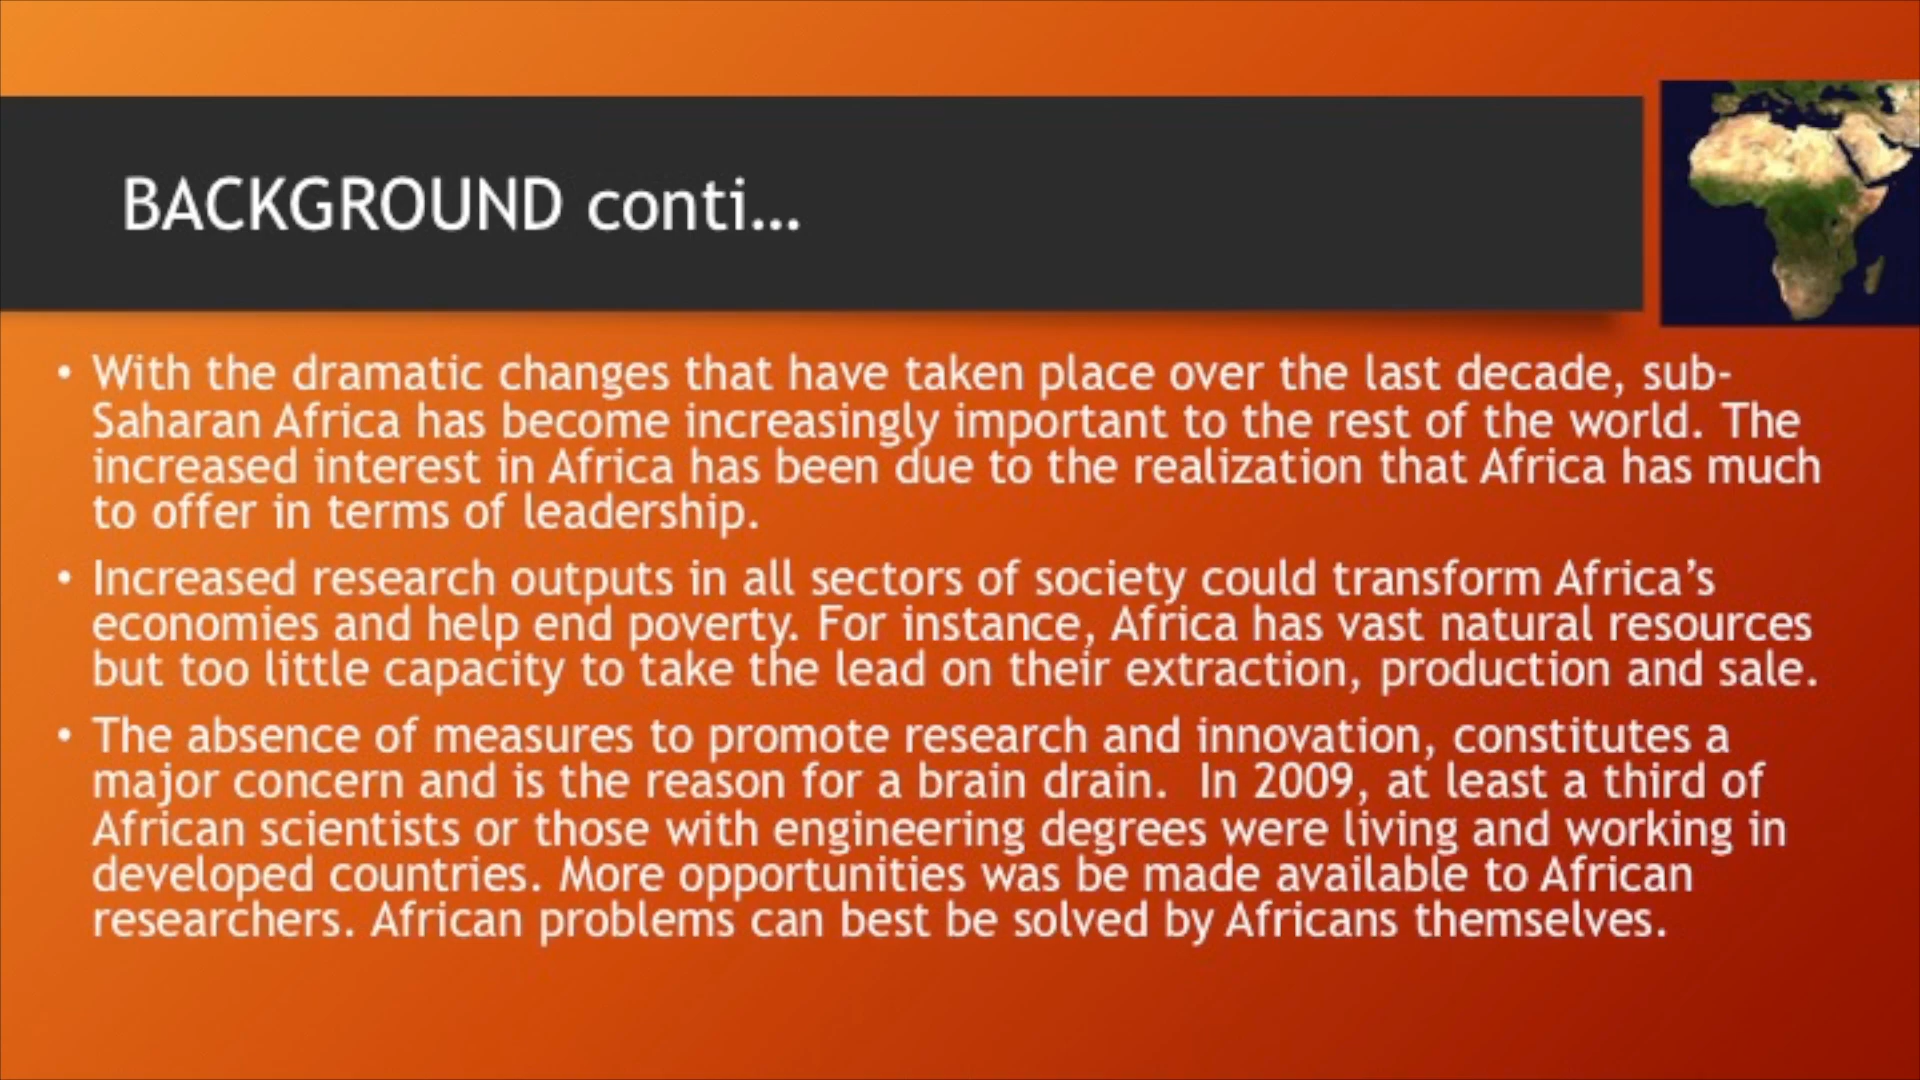 BACKGROUND conti...
• With the dramatic changes that have taken place over the last decade, sub-
Saharan Africa has become increasingly important to the rest of the world. The
increased interest in Africa has been due to the realization that Africa has much
to offer in terms of leadership.
• Increased research outputs in all sectors of society could transform Africa’s
economies and help end poverty. For instance, Africa has vast natural resources
but too little capacity to take the lead on their extraction, production and sale.
• The absence of measures to promote research and innovation, constitutes a
major concern and is the reason for a brain drain.  In 2009, at least a third of
African scientists or those with engineering degrees were living and working in
developed countries. More opportunities was be made available to African
researchers. African problems can best be solved by Africans themselves.